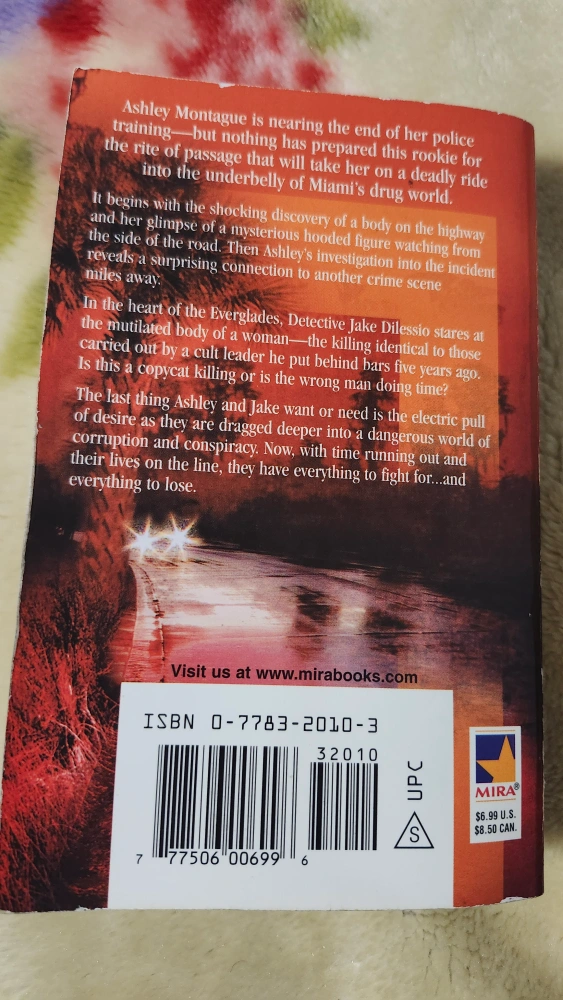 Ashley Montague is nearing the end of her police
training—but nothing has prepared this rookie for
the rite of passage that will take her on a deadly ride
into the underbelly of Miami's drug world.
It begins with the shocking discovery of a body on the highway
and her glimpse of a mysterious hooded figure watching from
the side of the road. Then Ashley's investigation into the incident
reveals a surprising connection to another crime scene
miles away.
In the heart of the Everglades, Detective Jake Dilessio stares at
the mutilated body of a woman—the killing identical to those
carried out by a cult leader he put behind bars five years ago.
Is this a copycat killing or is the wrong man doing time?
The last thing Ashley and Jake want or need is the electric pull
of desire as they are dragged deeper into a dangerous world of
corruption and conspiracy. Now, with time running out and
their lives on the line, they have everything to fight for...and
everything to lose.
Visit us at www.mirabooks.com
ISBN 0-7783-2010-3
32010
UPC
S
7 77506 00699 6
MIRA®
$6.99 U.S.
$8.50 CAN.